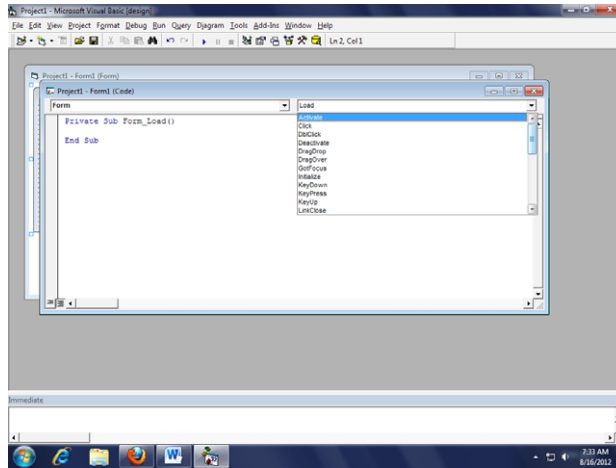 Project1 - Microsoft Visual Basic [design]
File Edit View Project Format Debug Run Query Diagram Tools Add-Ins Window Help
Ln 2, Col 1
Project1 - Form1 (Form)
Project1 - Form1 (Code)
Form Load
Private Sub Form_Load()
End Sub
Activate
Click
DblClick
Deactivate
DragDrop
DragOver
GotFocus
Initialize
KeyDown
KeyPress
KeyUp
LinkClose
Immediate
7:33 AM
8/16/2012